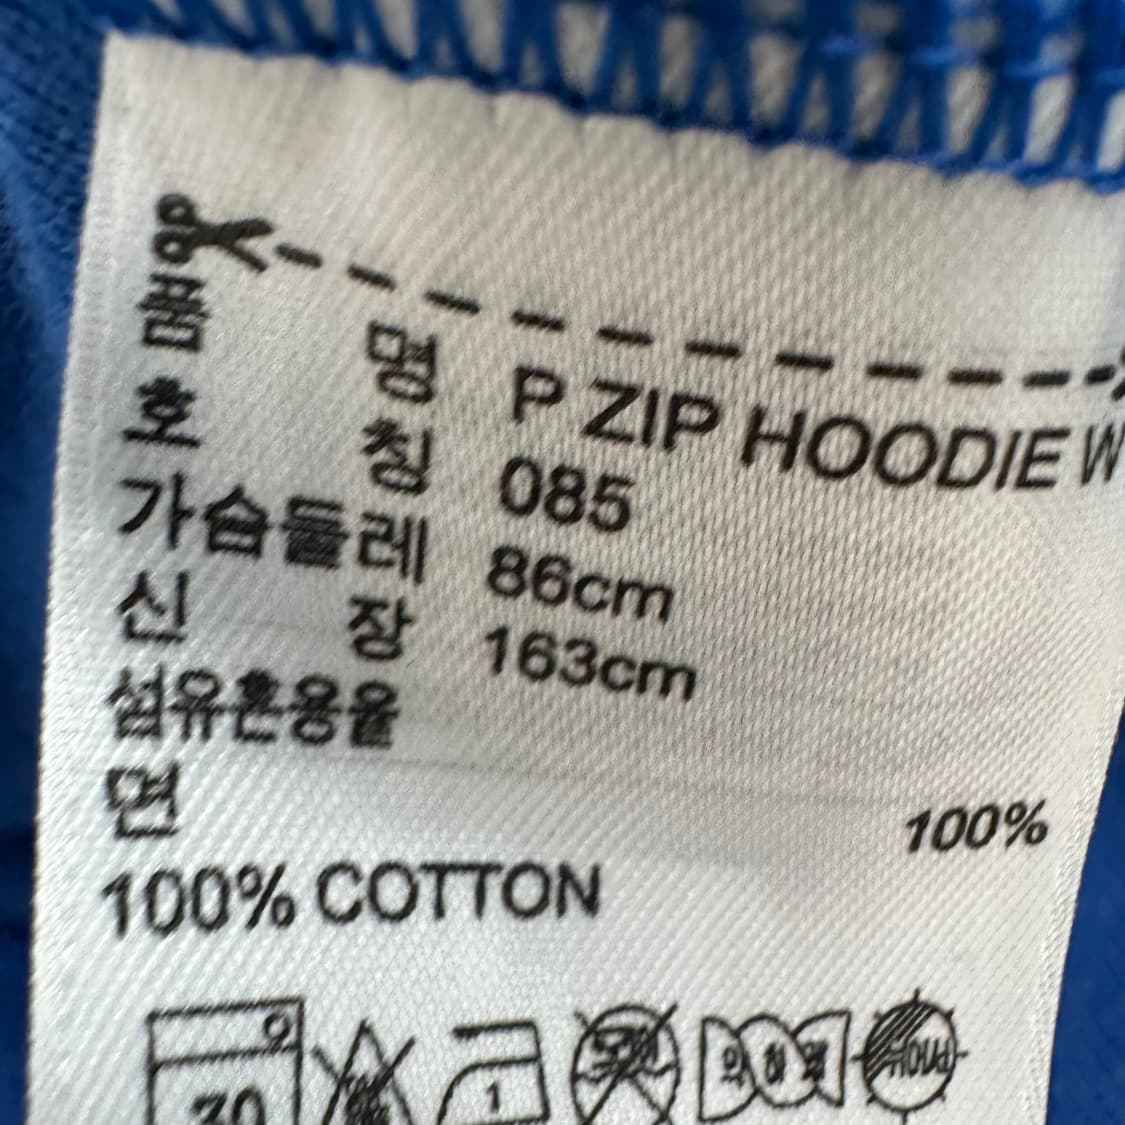 품 명 P ZIP HOODIE W
호 칭 085
가슴둘레 86cm
신 장 163cm
섬유혼용율
면 100%
100% COTTON
1